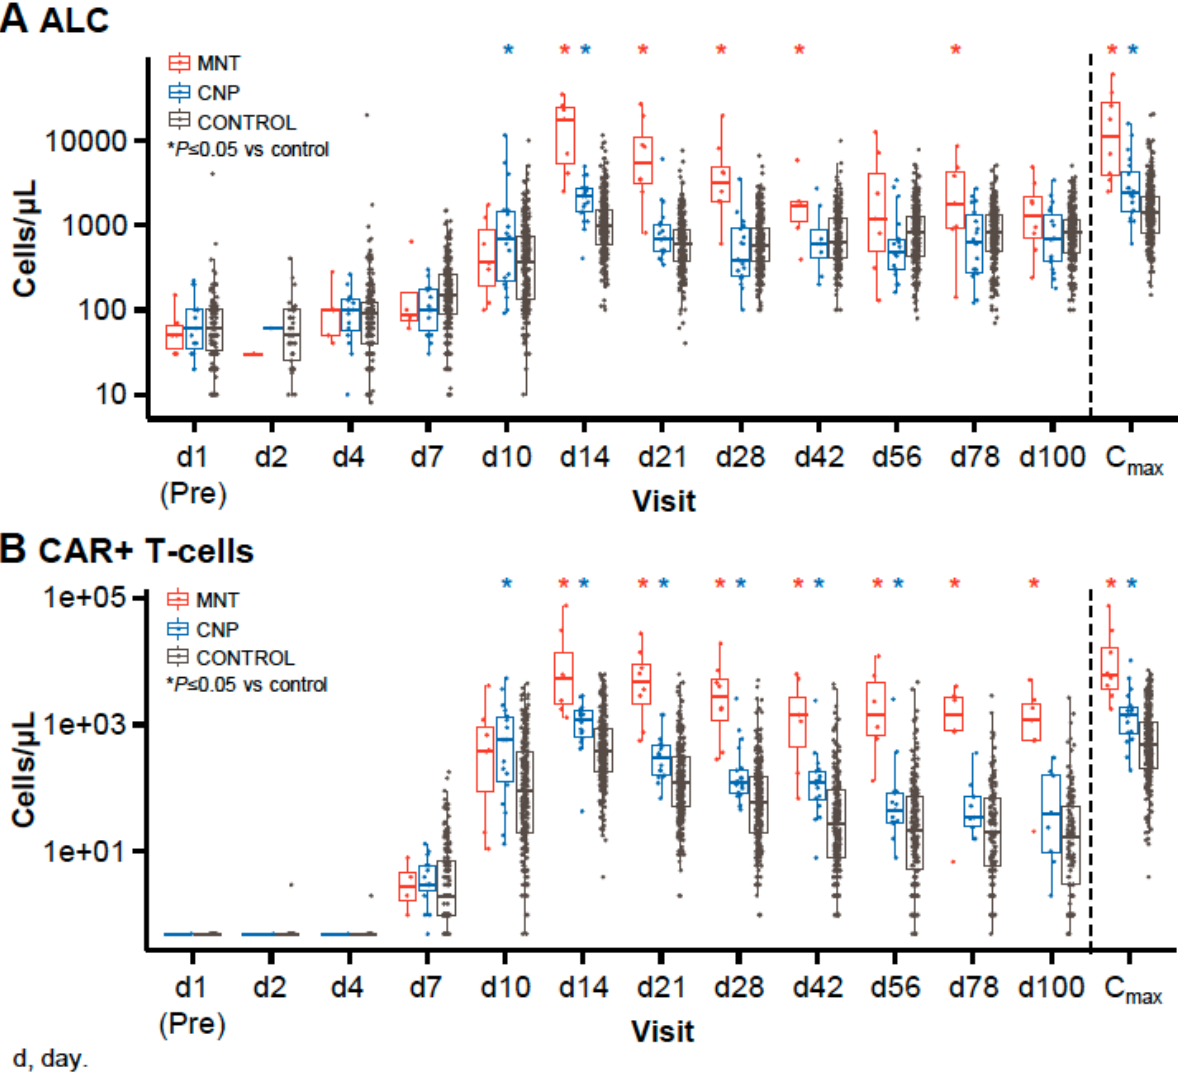 A ALC
* * * * * * * * *
MNT
CNP
CONTROL
*P≤0.05 vs control
10000
1000
100
10
Cells/µL
d1 d2 d4 d7 d10 d14 d21 d28 d42 d56 d78 d100 Cmax
(Pre)
Visit
B CAR+ T-cells
* * * * * * * * * * * * * * *
MNT
CNP
CONTROL
*P≤0.05 vs control
1e+05
1e+03
1e+01
Cells/µL
d1 d2 d4 d7 d10 d14 d21 d28 d42 d56 d78 d100 Cmax
(Pre)
Visit
d, day.